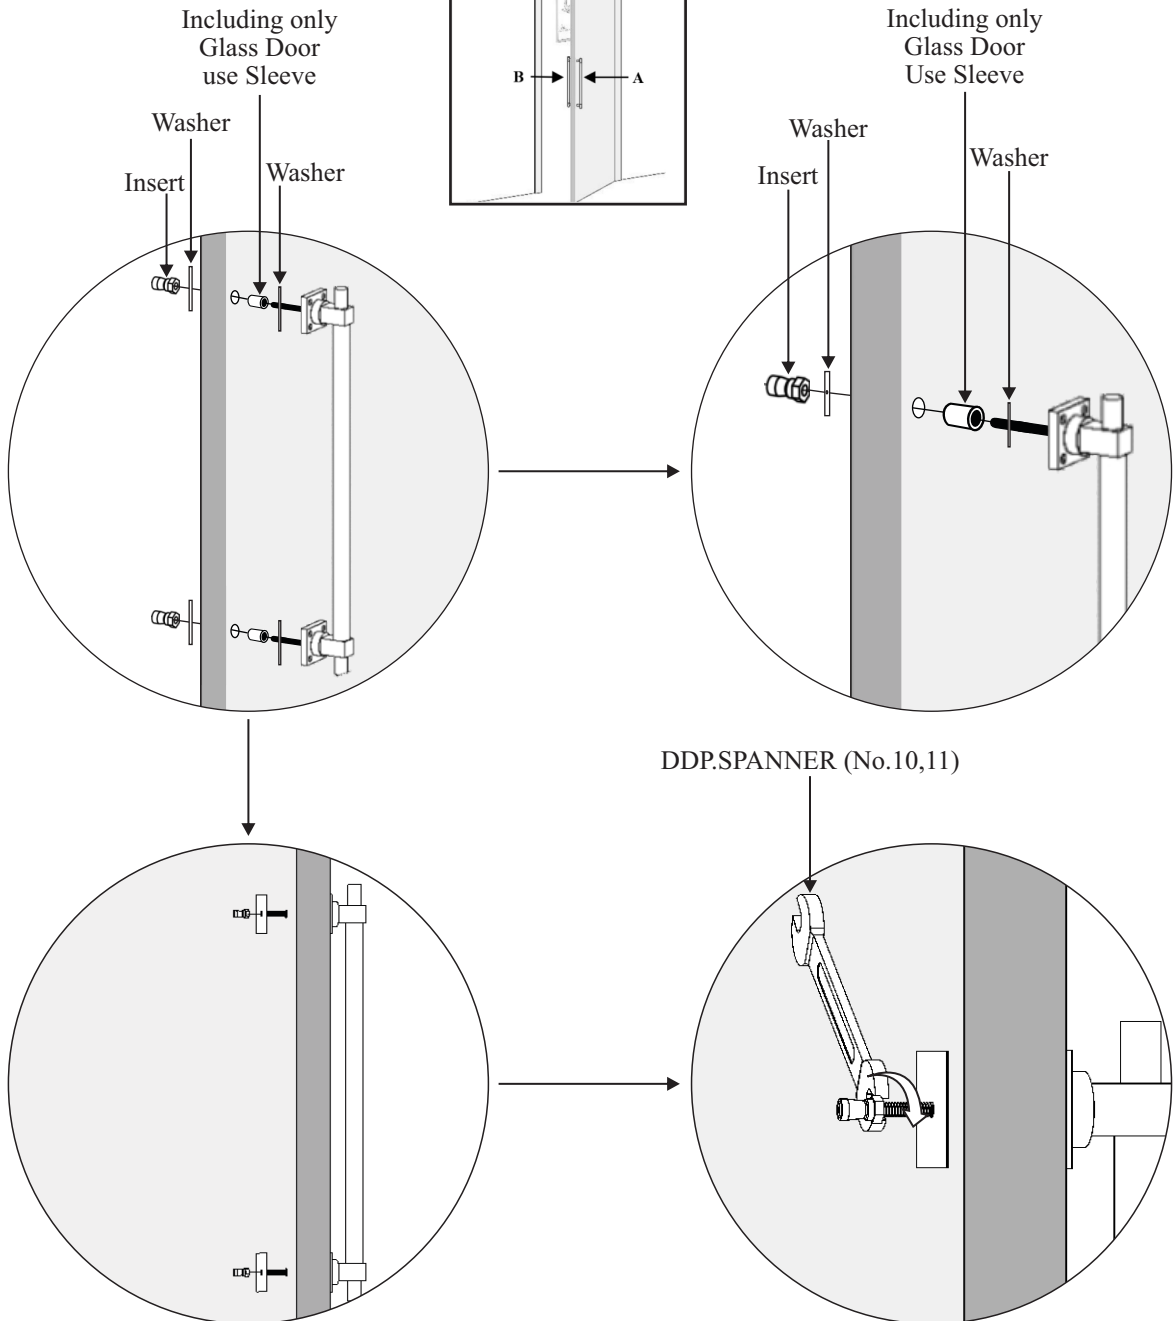 Including only
Glass Door
use Sleeve
Washer
Insert
Washer
B
A
Including only
Glass Door
Use Sleeve
Washer
Insert
Washer
DDP.SPANNER (No.10,11)